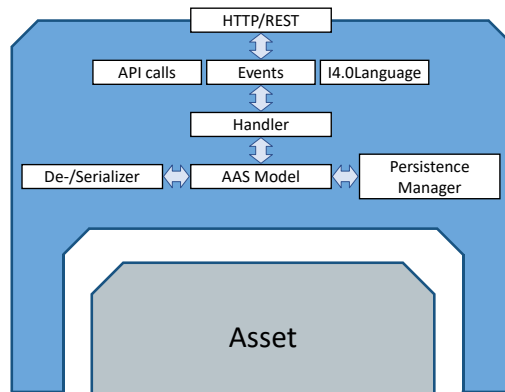 HTTP/REST
API calls
Events
I4.0Language
Handler
De-/Serializer
AAS Model
Persistence
Manager
Asset